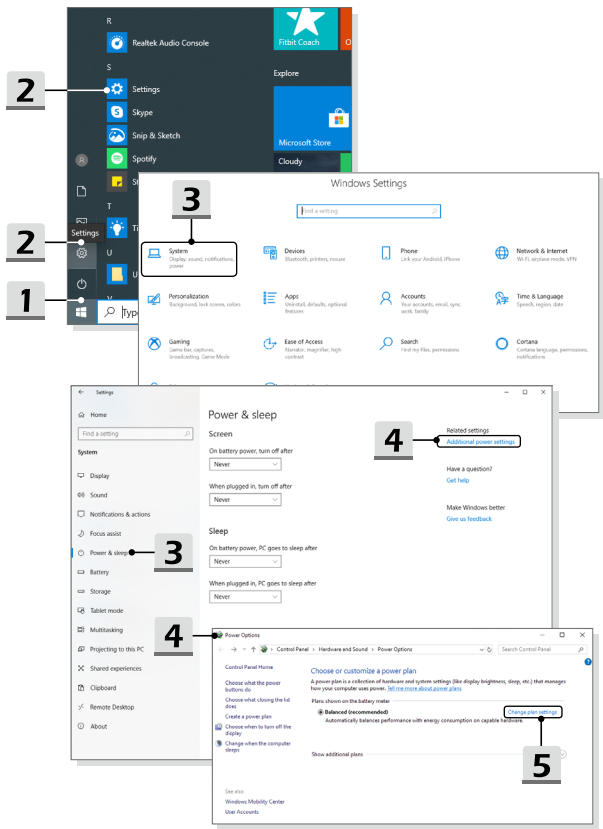 R
Realtek Audio Console
Fitbit Coach
S
Explore
2
Settings
Skype
Snip & Sketch
Microsoft Store
Spotify
Cloudy
Windows Settings
T
3
Find a setting
Settings
2
U
System
Display, sound, notifications,
power
Devices
Bluetooth, printers, mouse
Phone
Link your Android, iPhone
Network & Internet
Wi-Fi, airplane mode, VPN
1
V
Type
Personalization
Background, lock screen, colors
Apps
Uninstall, defaults, optional
features
Accounts
Your accounts, email, sync,
work, family
Time & Language
Speech, region, date
Gaming
Game bar, captures,
broadcasting, Game Mode
Ease of Access
Narrator, magnifier, high
contrast
Search
Find my files, permissions
Cortana
Cortana language, permissions,
notifications
Settings
Home
Find a setting
System
Display
Sound
Notifications & actions
Focus assist
Power & sleep
3
Battery
Storage
Tablet mode
Multitasking
Projecting to this PC
Shared experiences
Clipboard
Remote Desktop
About
Power & sleep
Screen
On battery power, turn off after
Never
When plugged in, turn off after
Never
Sleep
On battery power, PC goes to sleep after
Never
When plugged in, PC goes to sleep after
Never
4
Related settings
Additional power settings
Have a question?
Get help
Make Windows better
Give us feedback
4
Power Options
Control Panel > Hardware and Sound > Power Options
Search Control Panel
Control Panel Home
Choose what the power
buttons do
Choose what closing the lid
does
Create a power plan
Choose when to turn off the
display
Change when the computer
sleeps
See also
Windows Mobility Center
User Accounts
Choose or customize a power plan
A power plan is a collection of hardware and system settings (like display brightness, sleep, etc.) that manages
how your computer uses power. Tell me more about power plans
Plans shown on the battery meter
Balanced (recommended)
Change plan settings
Automatically balances performance with energy consumption on capable hardware.
Show additional plans
5